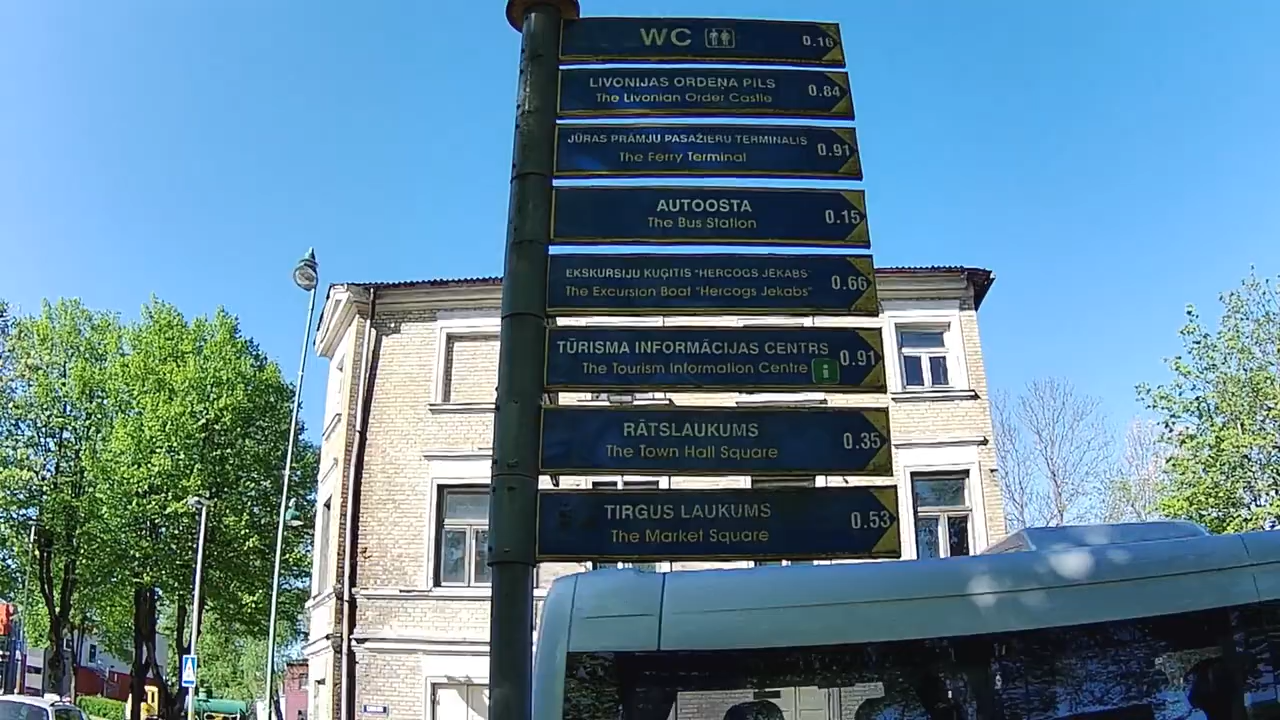 WC 0.16
LIVONIJAS ORDEŅA PILS
The Livonian Order Castle 0.84
JŪRAS PRĀMJU PASAŽIERU TERMINALIS
The Ferry Terminal 0.91
AUTOOSTA
The Bus Station 0.15
EKSKURSIJU KUĢĪTIS "HERCOGS JĒKABS"
The Excursion Boat "Hercogs Jekabs" 0.66
TŪRISMA INFORMĀCIJAS CENTRS
The Tourism Information Centre i 0.91
RĀTSLAUKUMS
The Town Hall Square 0.35
TIRGUS LAUKUMS
The Market Square 0.53